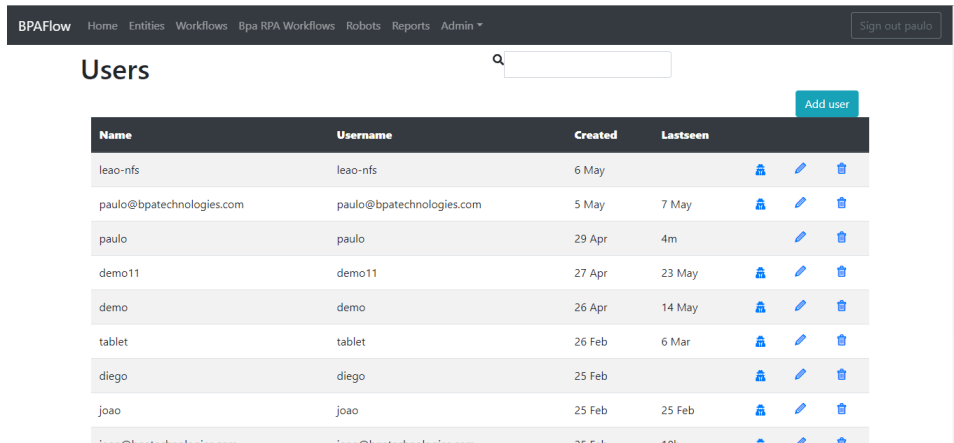 BPAFlow Home Entities Workflows Bpa RPA Workflows Robots Reports Admin Sign out paulo
Users
Add user
Name Username Created Lastseen
leao-nfs leao-nfs 6 May
paulo@bpatechnologies.com paulo@bpatechnologies.com 5 May 7 May
paulo paulo 29 Apr 4m
demo11 demo11 27 Apr 23 May
demo demo 26 Apr 14 May
tablet tablet 26 Feb 6 Mar
diego diego 25 Feb
joao joao 25 Feb 25 Feb